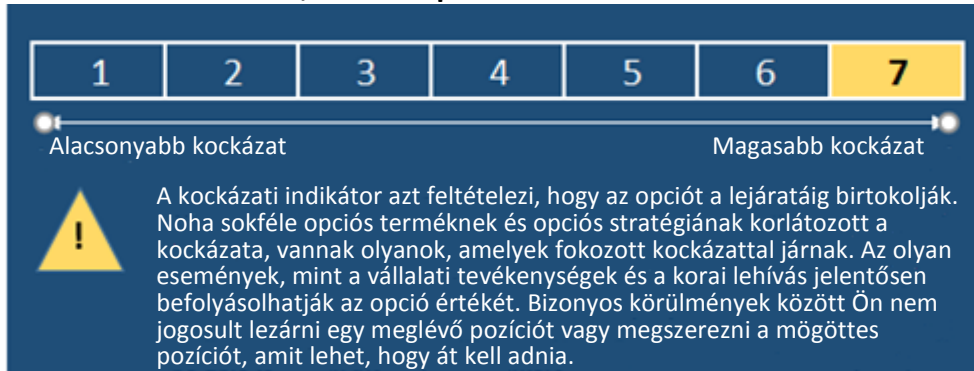 1 2 3 4 5 6 7
Alacsonyabb kockázat Magasabb kockázat
A kockázati indikátor azt feltételezi, hogy az opciót a lejáratáig birtokolják.
Noha sokféle opciós terméknek és opciós stratégiának korlátozott a
kockázata, vannak olyanok, amelyek fokozott kockázattal járnak. Az olyan
események, mint a vállalati tevékenységek és a korai lehívás jelentősen
befolyásolhatják az opció értékét. Bizonyos körülmények között Ön nem
jogosult lezárni egy meglévő pozíciót vagy megszerezni a mögöttes
pozíciót, amit lehet, hogy át kell adnia.
!